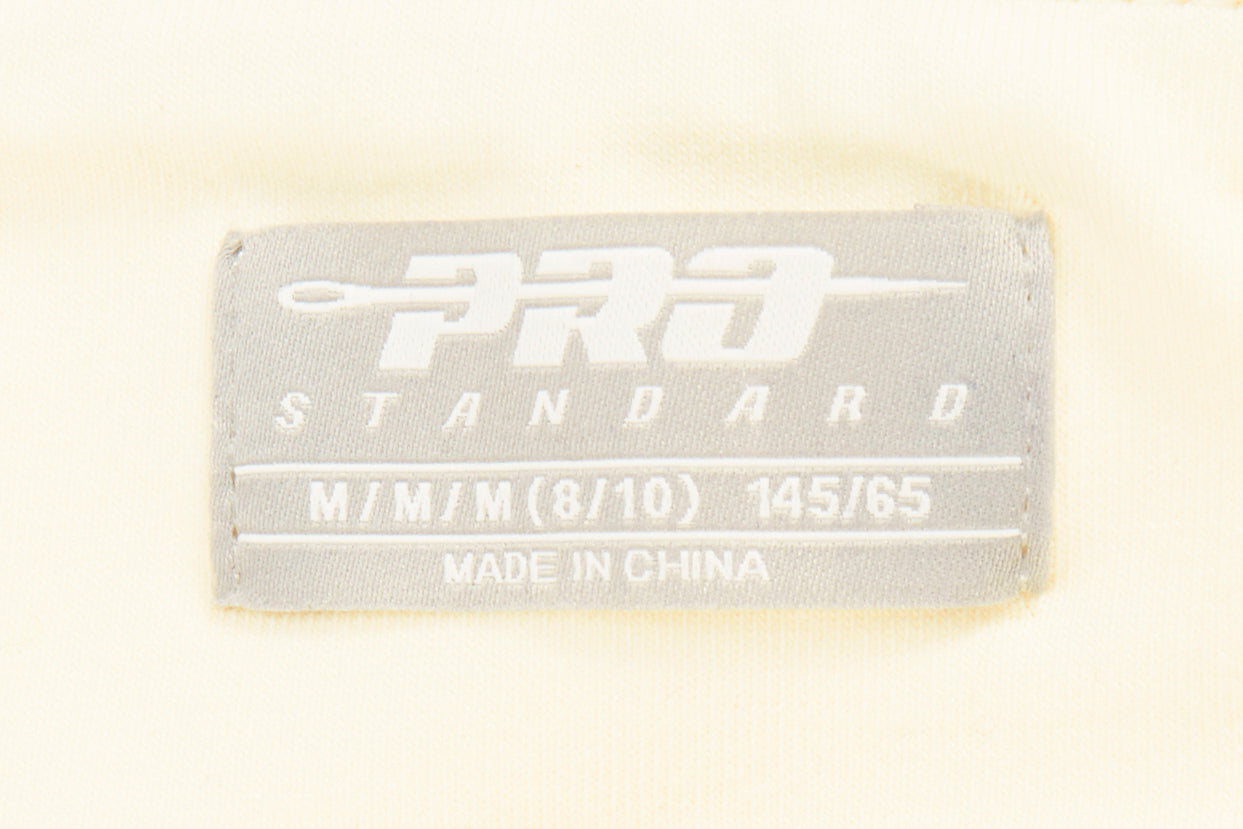 PRO
STANDARD
M/M/M(8/10) 145/65
MADE IN CHINA